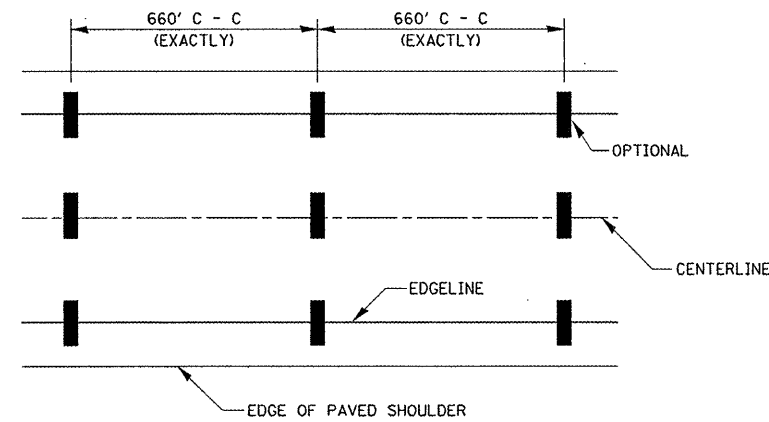 660' C - C
(EXACTLY)
660' C - C
(EXACTLY)
OPTIONAL
CENTERLINE
EDGELINE
EDGE OF PAVED SHOULDER